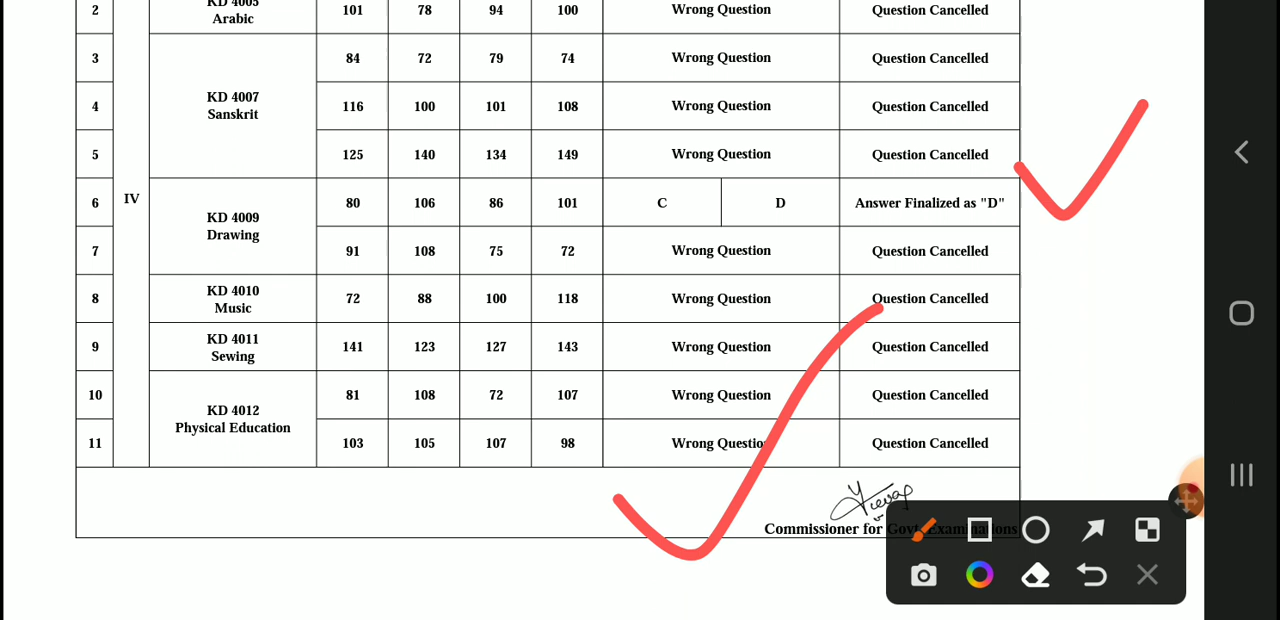 2 KD 4005 Arabic 101 78 94 100 Wrong Question Question Cancelled
3 KD 4007 Sanskrit 84 72 79 74 Wrong Question Question Cancelled
4 116 100 101 108 Wrong Question Question Cancelled
5 125 140 134 149 Wrong Question Question Cancelled
6 IV KD 4009 Drawing 80 106 86 101 C D Answer Finalized as "D"
7 91 108 75 72 Wrong Question Question Cancelled
8 KD 4010 Music 72 88 100 118 Wrong Question Question Cancelled
9 KD 4011 Sewing 141 123 127 143 Wrong Question Question Cancelled
10 KD 4012 Physical Education 81 108 72 107 Wrong Question Question Cancelled
11 103 105 107 98 Wrong Question Question Cancelled
Commissioner for Govt. Examinations